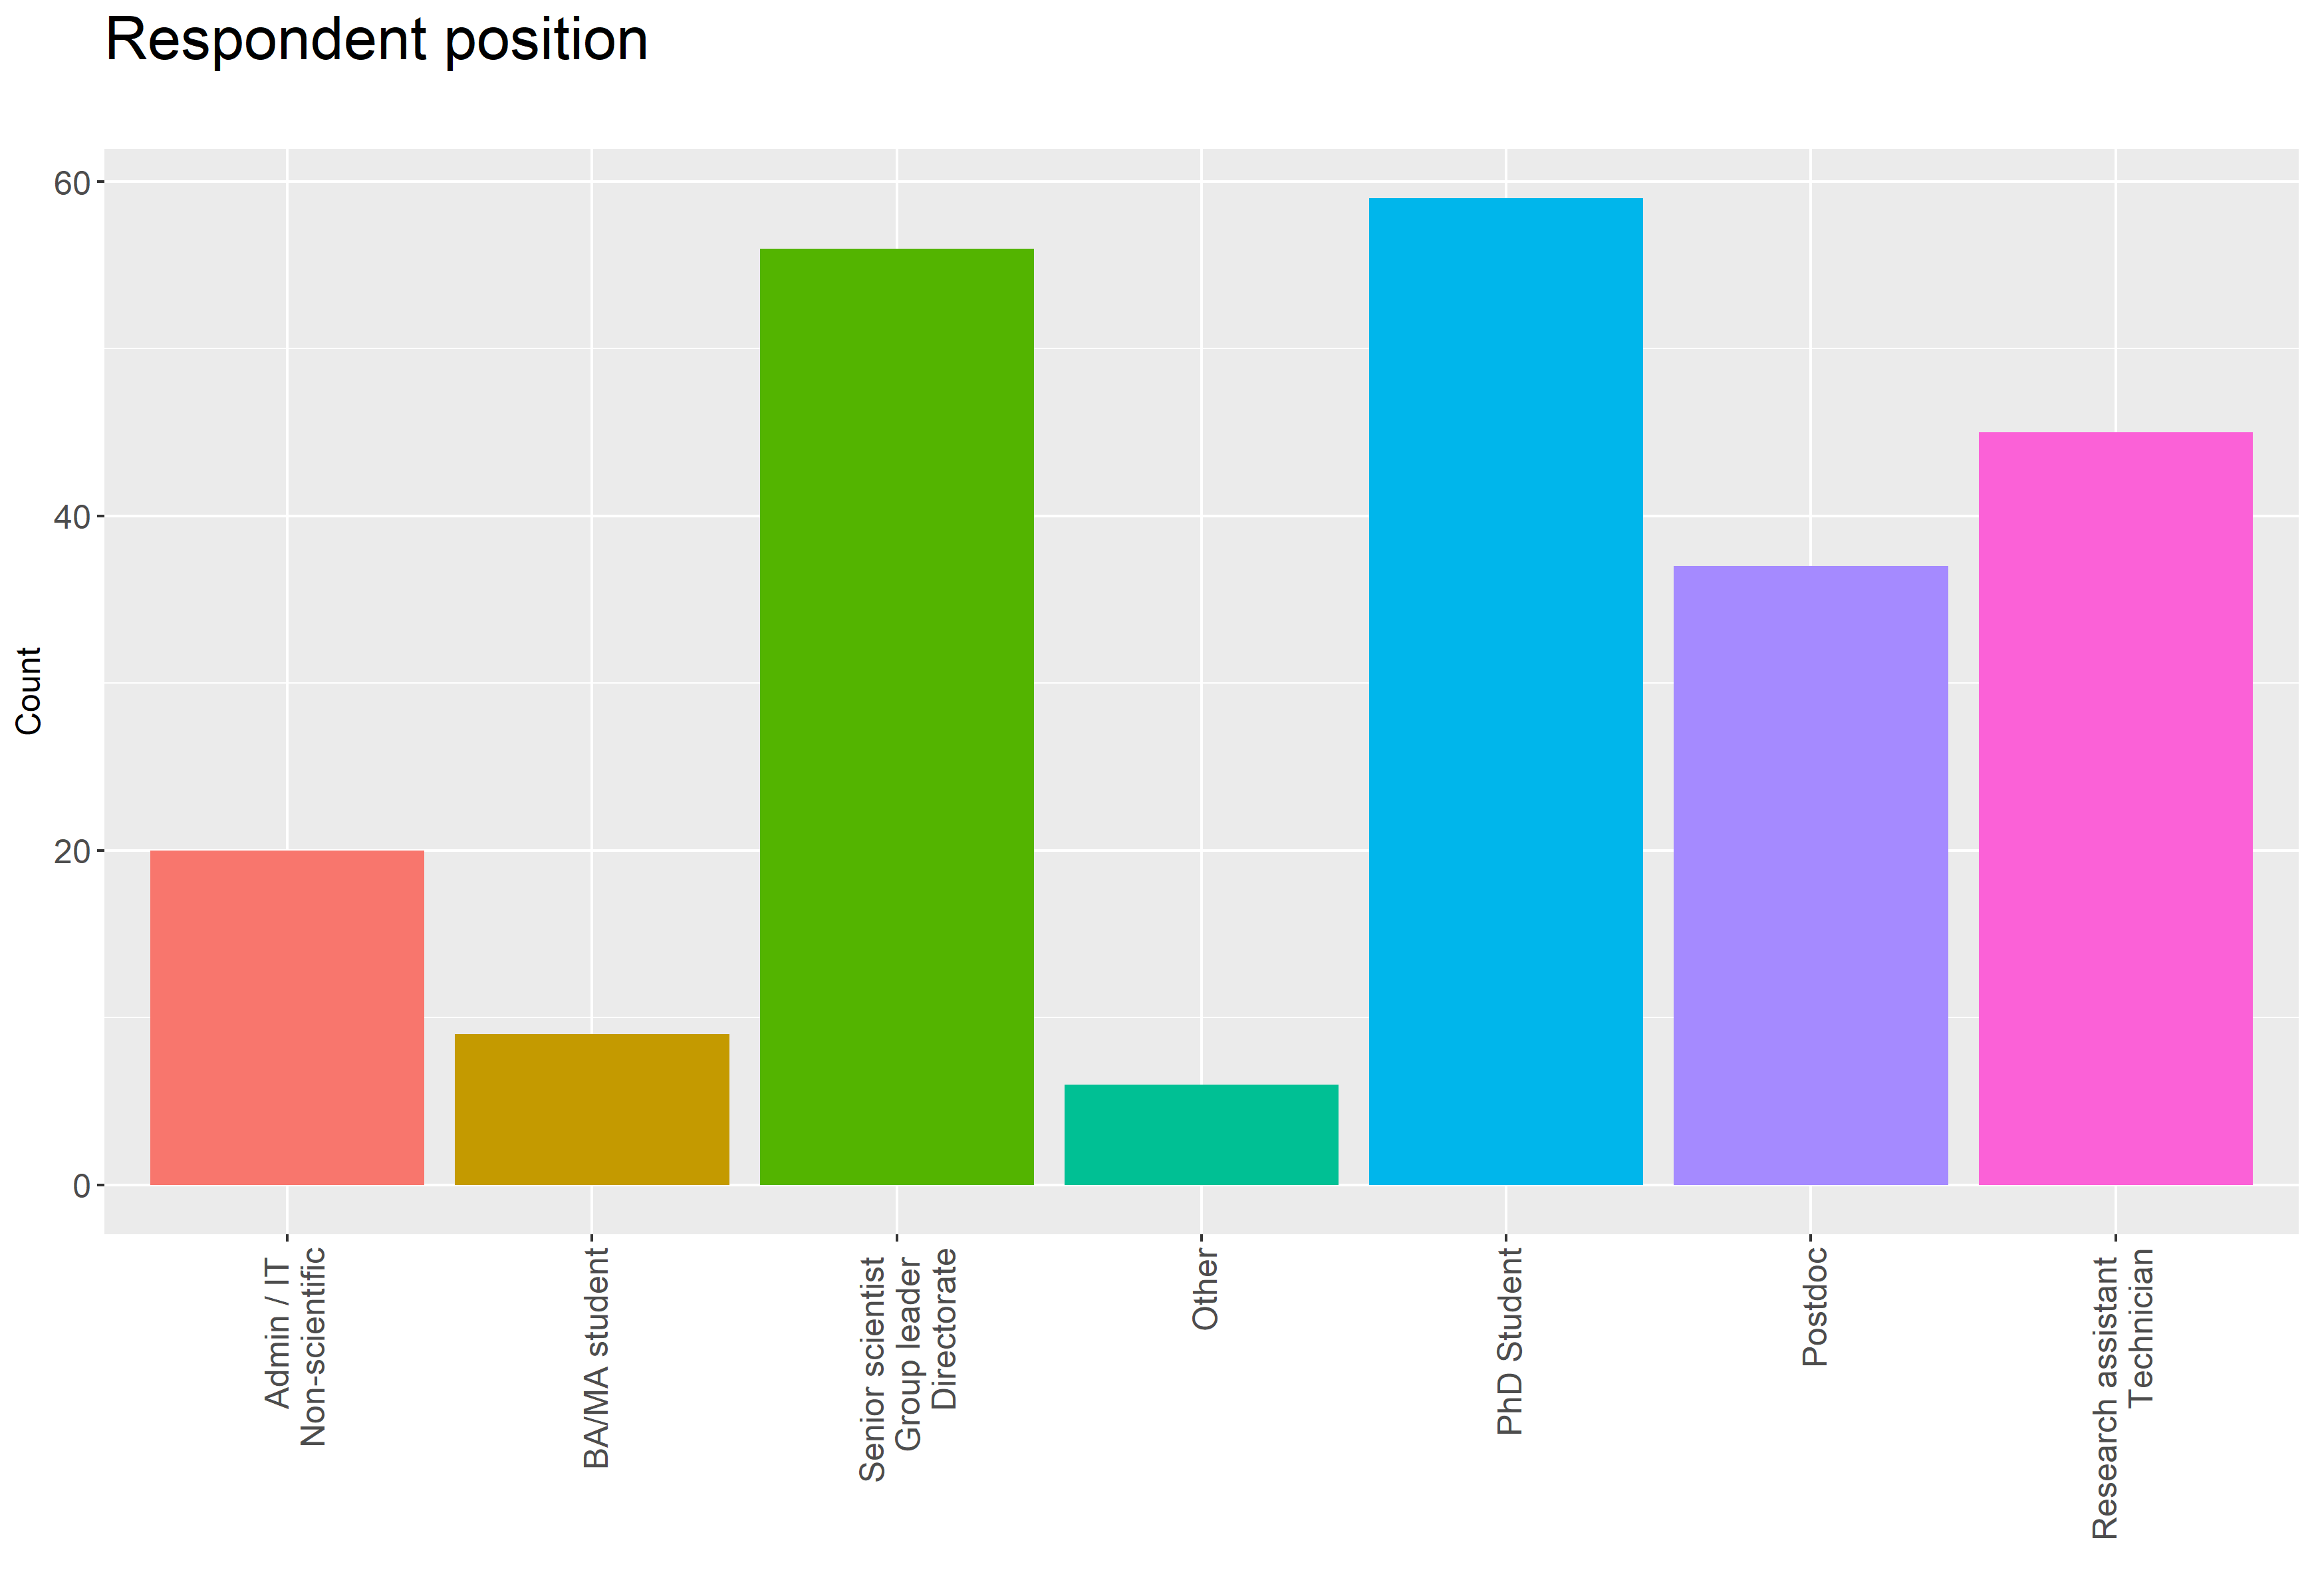 Respondent position
Count
60
40
20
0
Admin / IT
Non-scientific
BA/MA student
Senior scientist
Group leader
Directorate
Other
PhD Student
Postdoc
Research assistant
Technician